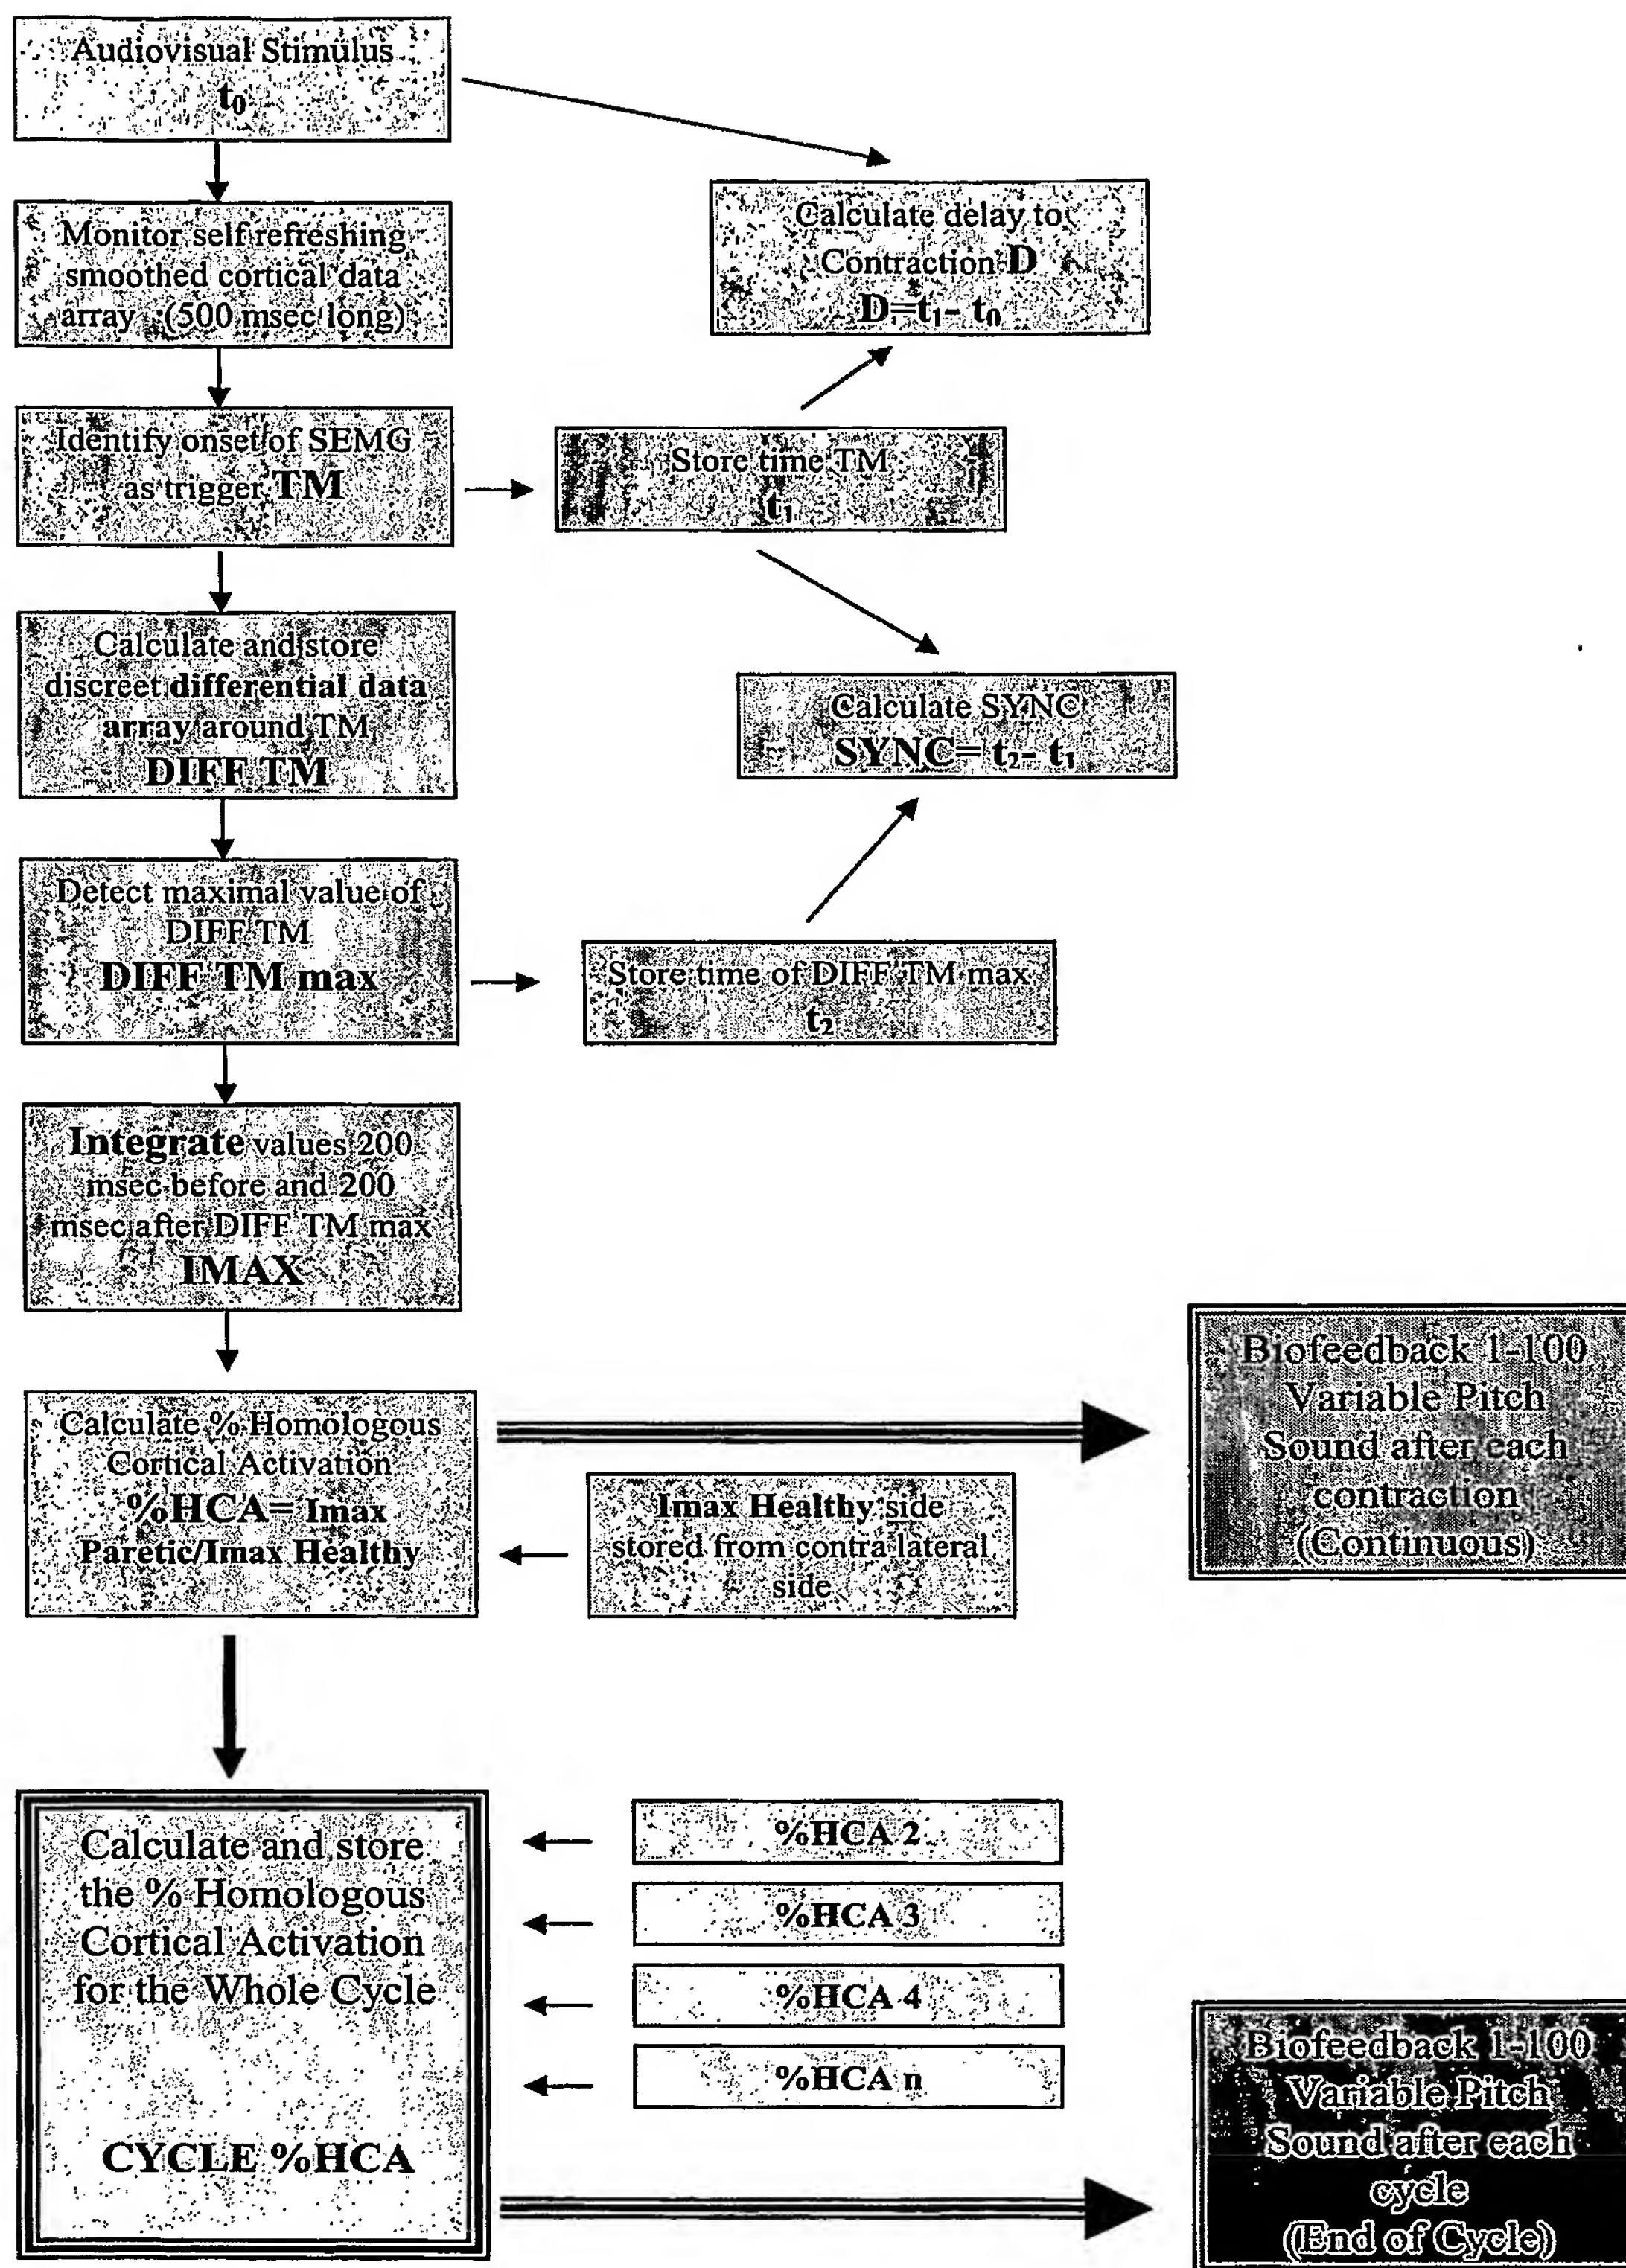 Audiovisual Stimulus
t₀
Monitor self refreshing
smoothed cortical data
array (500 msec long)
Calculate delay to
Contraction-D
D=t₁- t₀
Identify onset of SEMG
as trigger TM
Store time TM
t₁
Calculate and store
discreet differential data
array around TM
DIFF TM
Calculate SYNC
SYNC= t₂- t₁
Detect maximal value of
DIFF TM
DIFF TM max
Store time of DIFF TM max
t₂
Integrate values 200
msec before and 200
msec after DIFF TM max
IMAX
Calculate % Homologous
Cortical Activation
%HCA= Imax
Paretic/Imax Healthy
Imax Healthy side
stored from contra lateral
side
Biofeedback 1-100
Variable Pitch
Sound after each
contraction
(Continuous)
Calculate and store
the % Homologous
Cortical Activation
for the Whole Cycle
CYCLE %HCA
%HCA 2
%HCA 3
%HCA 4
%HCA n
Biofeedback 1-100
Variable Pitch
Sound after each
cycle
(End of Cycle)